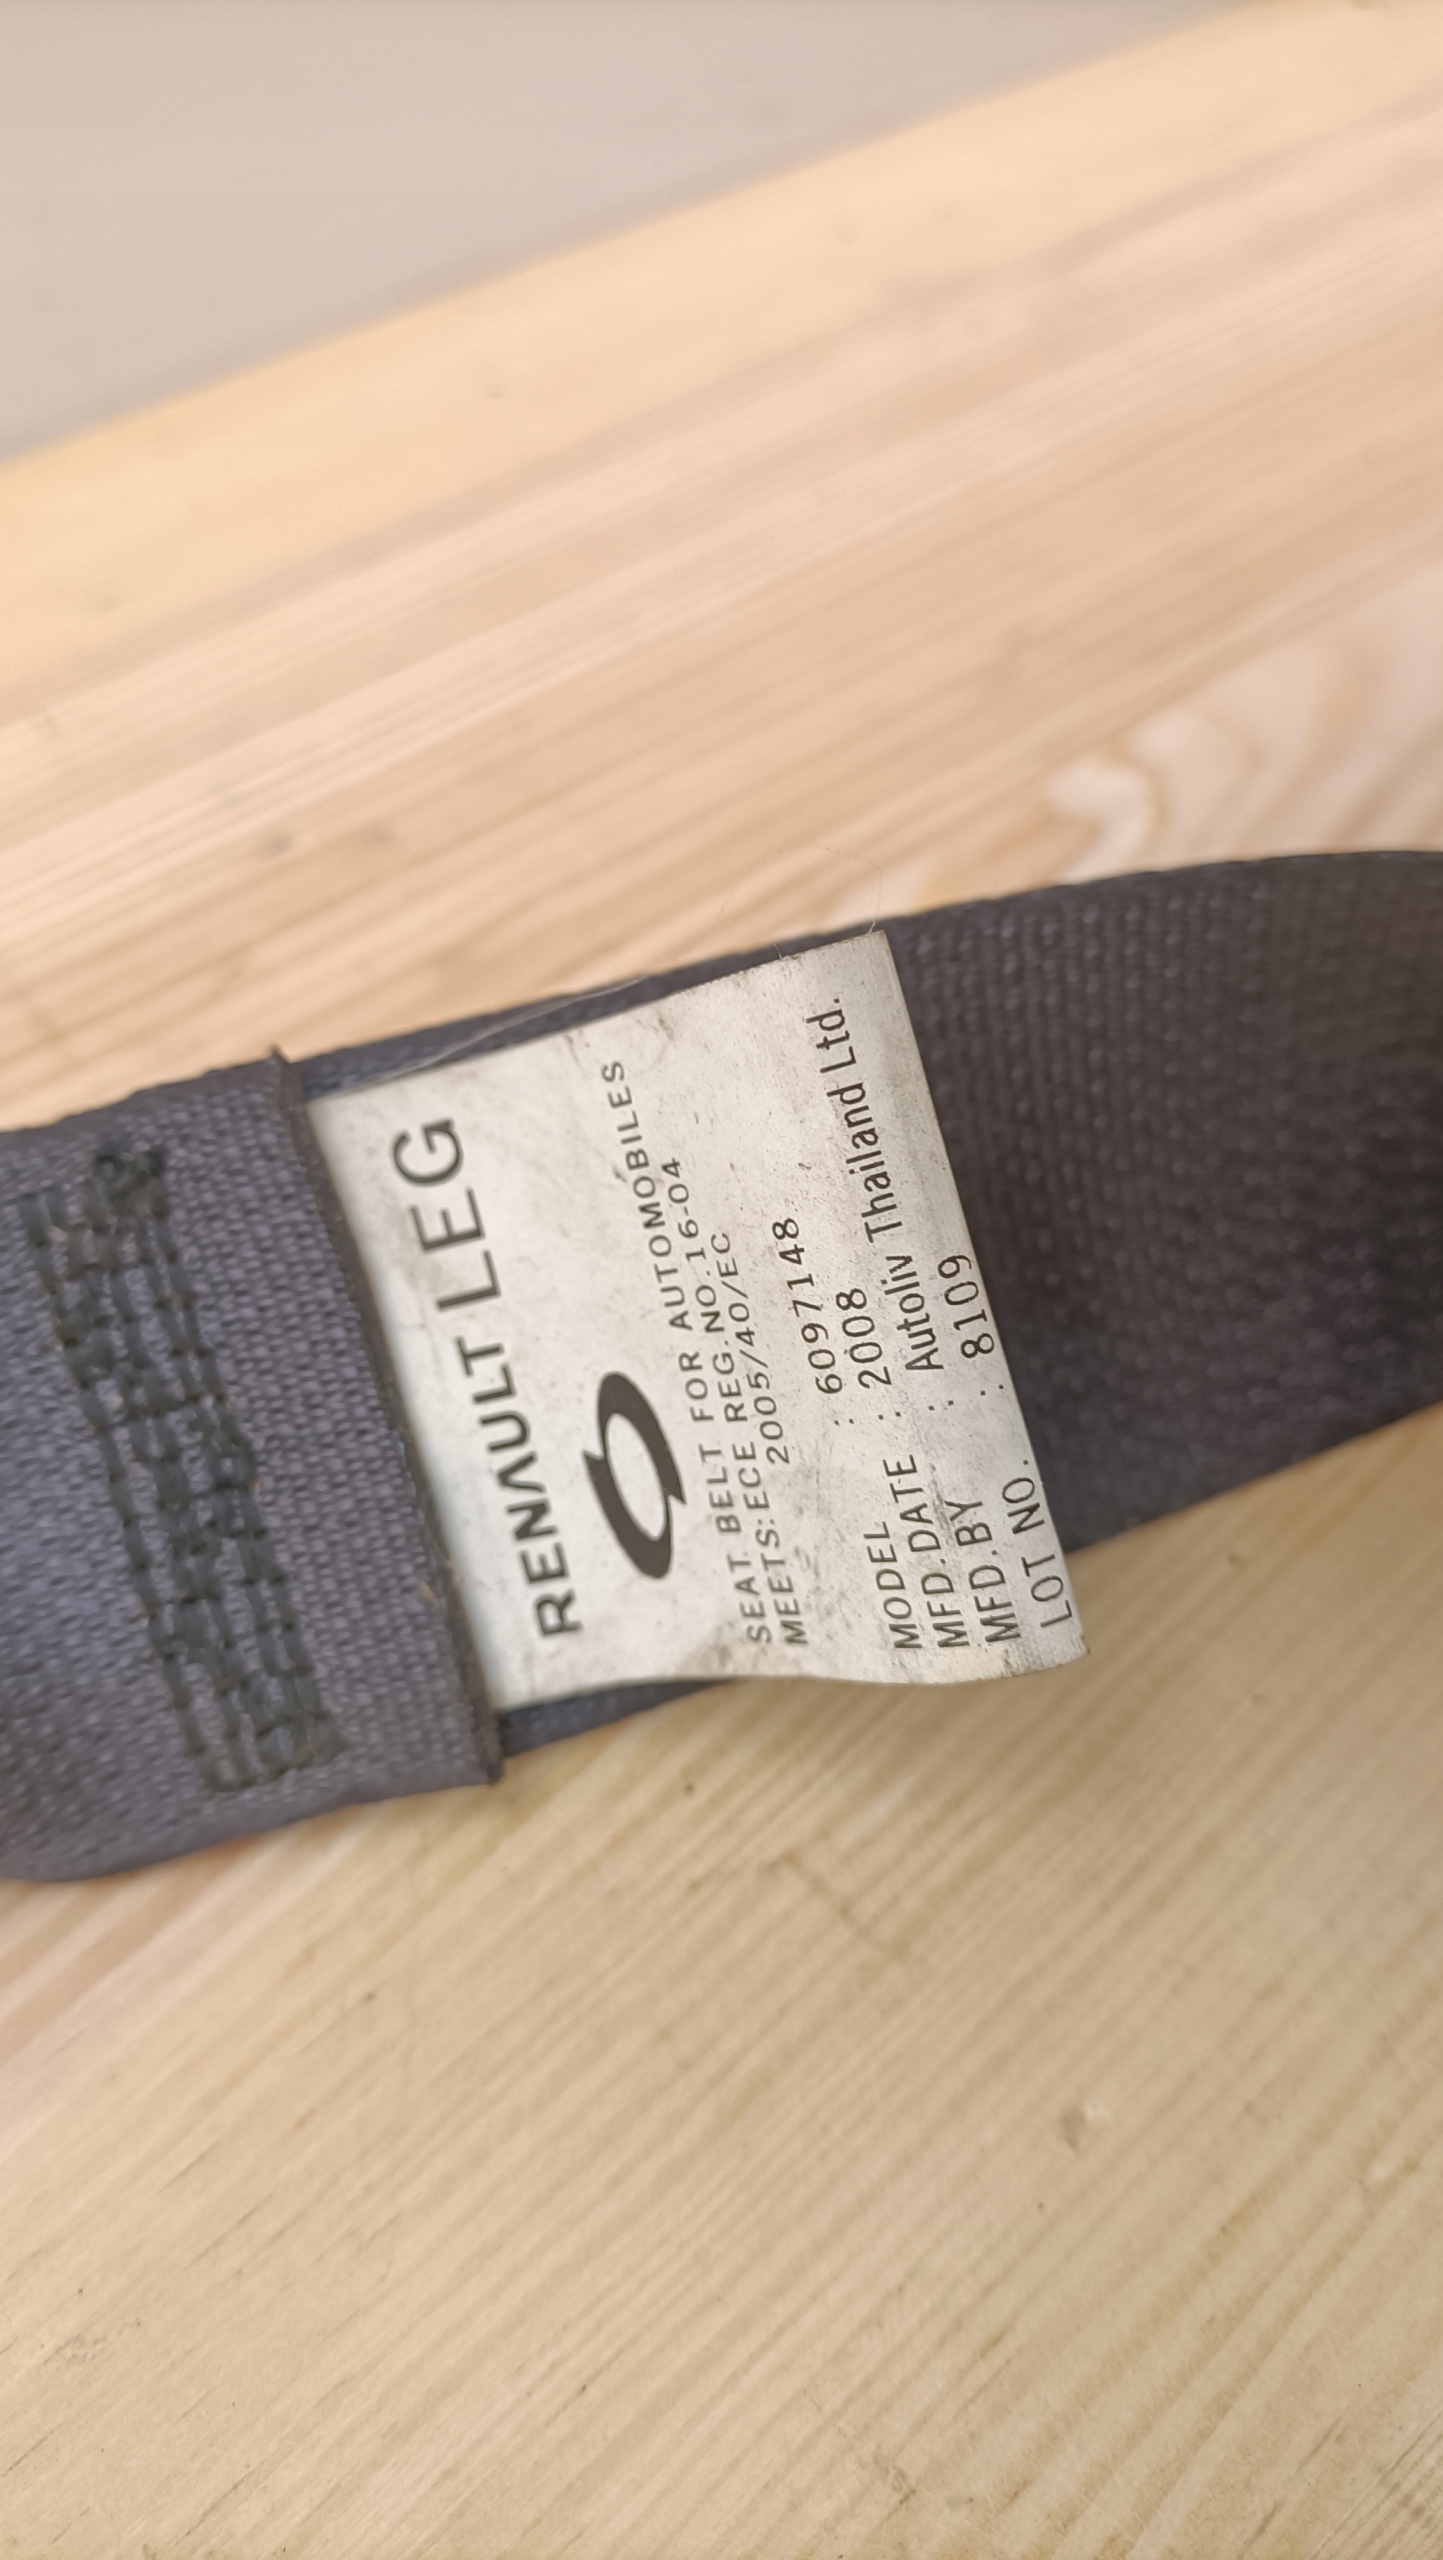 RENAULT LEG
SEAT BELT FOR AUTOMOBILES
MEETS:ECE REG.NO.16-04
2005/40/EC
MODEL : 6097148
MFD.DATE : 2008
MFD.BY : Autoliv Thailand Ltd.
LOT NO. : 8109